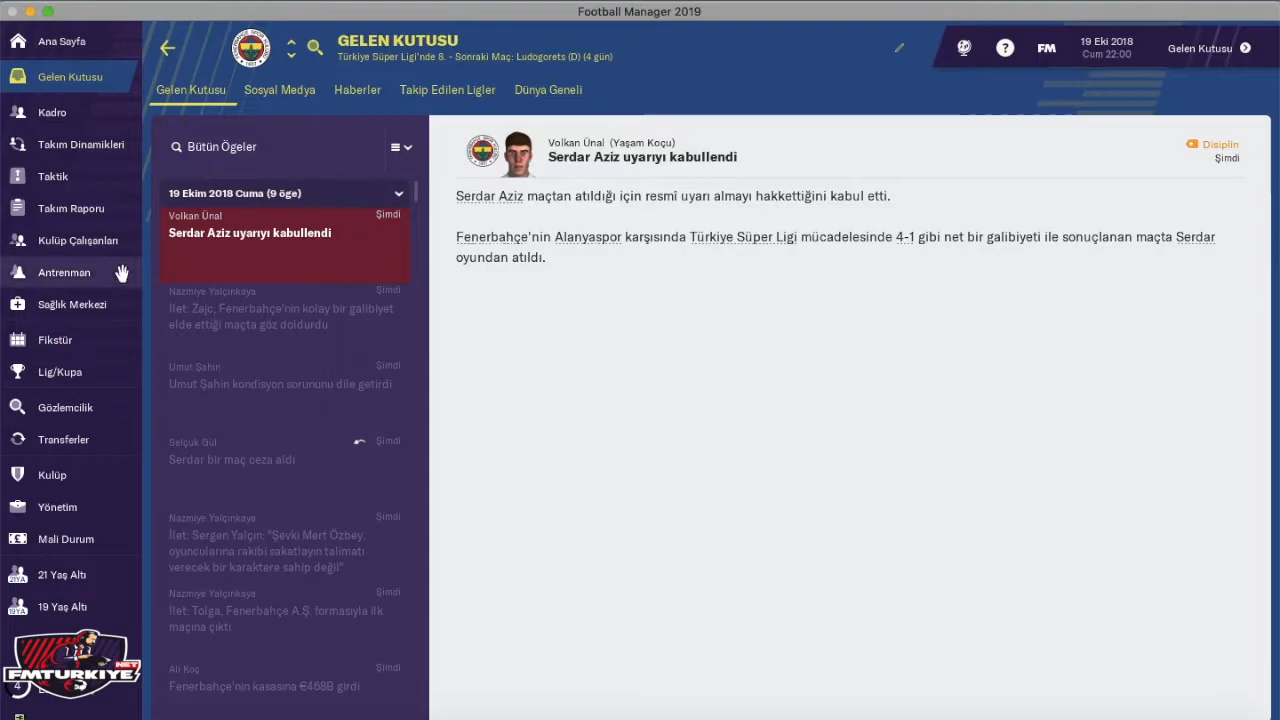 Football Manager 2019
Ana Sayfa
Gelen Kutusu
Kadro
Takım Dinamikleri
Taktik
Takım Raporu
Kulüp Çalışanları
Antrenman
Sağlık Merkezi
Fikstür
Lig/Kupa
Gözlemcilik
Transferler
Kulüp
Yönetim
Mali Durum
21YA
21 Yaş Altı
19YA
19 Yaş Altı
FMTURKIYE.NET
GELEN KUTUSU
Türkiye Süper Ligi'nde 8. - Sonraki Maç: Ludogorets (D) (4 gün)
FM
19 Eki 2018
Cum 22:00
Gelen Kutusu
Gelen Kutusu
Sosyal Medya
Haberler
Takip Edilen Ligler
Dünya Geneli
Bütün Ögeler
19 Ekim 2018 Cuma (9 öge)
Volkan Ünal
Şimdi
Serdar Aziz uyarıyı kabullendi
Nazmiye Yalçınkaya
Şimdi
İlet: Zajc, Fenerbahçe'nin kolay bir galibiyet
elde ettiği maçta göz doldurdu
Umut Şahin
Şimdi
Umut Şahin kondisyon sorununu dile getirdi
Selçuk Gül
Şimdi
Serdar bir maç ceza aldı
Nazmiye Yalçınkaya
Şimdi
İlet: Sergen Yalçın: "Şevki Mert Özbey,
oyuncularına rakibi sakatlayın talimatı
verecek bir karaktere sahip değil"
Nazmiye Yalçınkaya
Şimdi
İlet: Tolga, Fenerbahçe A.Ş. formasıyla ilk
maçına çıktı
Ali Koç
Şimdi
Fenerbahçe'nin kasasına €468B girdi
Volkan Ünal (Yaşam Koçu)
Serdar Aziz uyarıyı kabullendi
Disiplin
Şimdi
Serdar Aziz maçtan atıldığı için resmî uyarı almayı hakkettiğini kabul etti.
Fenerbahçe'nin Alanyaspor karşısında Türkiye Süper Ligi mücadelesinde 4-1 gibi net bir galibiyeti ile sonuçlanan maçta Serdar
oyundan atıldı.